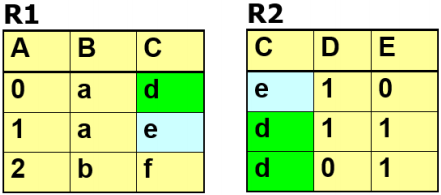 R1 R2
A B C C D E
0 a d e 1 0
1 a e d 1 1
2 b f d 0 1